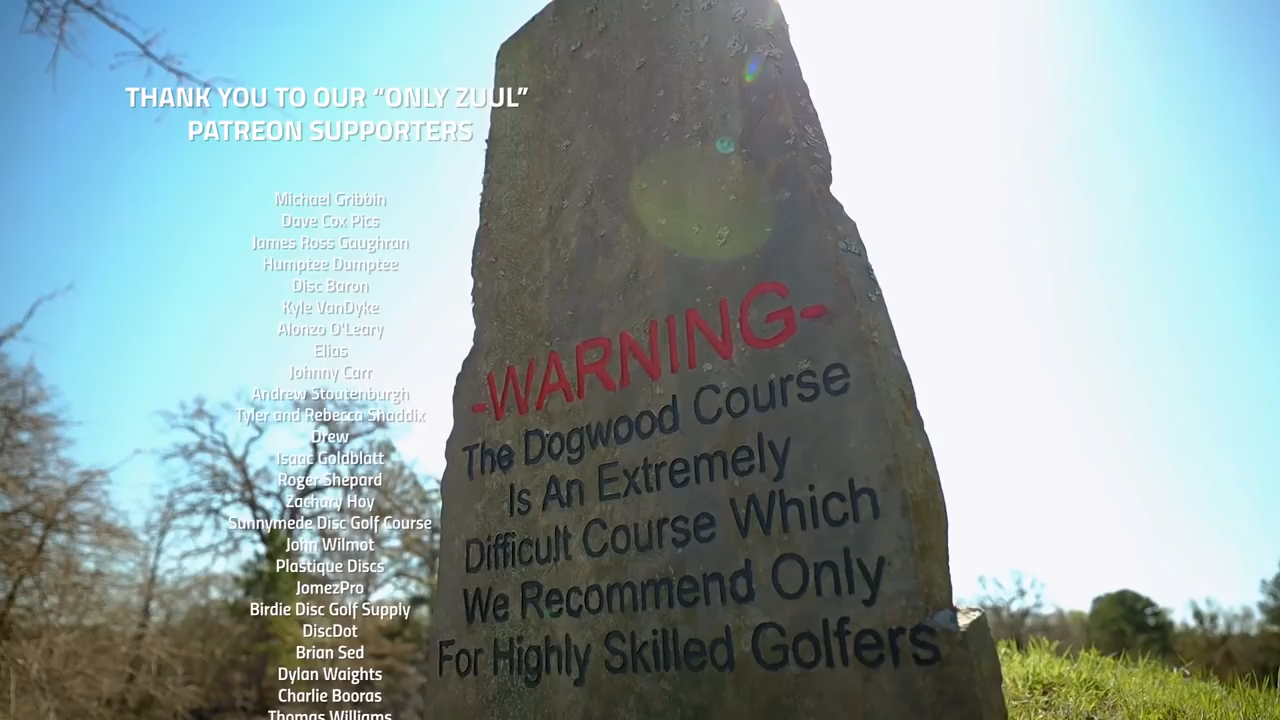 THANK YOU TO OUR “ONLY ZUUL”
PATREON SUPPORTERS
Michael Gribbin
Dave Cox Pics
James Ross Gaughran
Humptee Dumptee
Disc Baron
Kyle VanDyke
Alonzo O'Leary
Elias
Johnny Carr
Andrew Stoutenburgh
Tyler and Rebecca Shaddix
Drew
Isaac Goldblatt
Roger Shepard
Zachary Hoy
Sunnymede Disc Golf Course
John Wilmot
Plastique Discs
JomezPro
Birdie Disc Golf Supply
DiscDot
Brian Sed
Dylan Waights
Charlie Booras
Thomas Williams
-WARNING-
The Dogwood Course
Is An Extremely
Difficult Course Which
We Recommend Only
For Highly Skilled Golfers